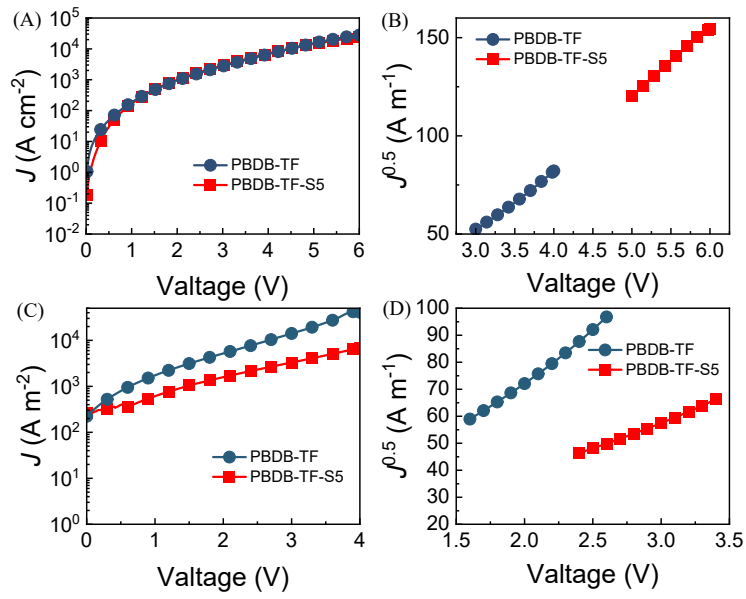 (A)
10^5
10^4
10^3
10^2
10^1
10^0
10^-1
10^-2
J (A cm^-2)
PBDB-TF
PBDB-TF-S5
0 1 2 3 4 5 6
Valtage (V)
(B)
150
100
50
J^0.5 (A m^-1)
PBDB-TF
PBDB-TF-S5
3.0 3.5 4.0 4.5 5.0 5.5 6.0
Valtage (V)
(C)
10^4
10^3
10^2
10^1
10^0
J (A m^-2)
PBDB-TF
PBDB-TF-S5
0 1 2 3 4
Valtage (V)
(D)
100
90
80
70
60
50
40
30
20
J^0.5 (A m^-1)
PBDB-TF
PBDB-TF-S5
1.5 2.0 2.5 3.0 3.5
Valtage (V)